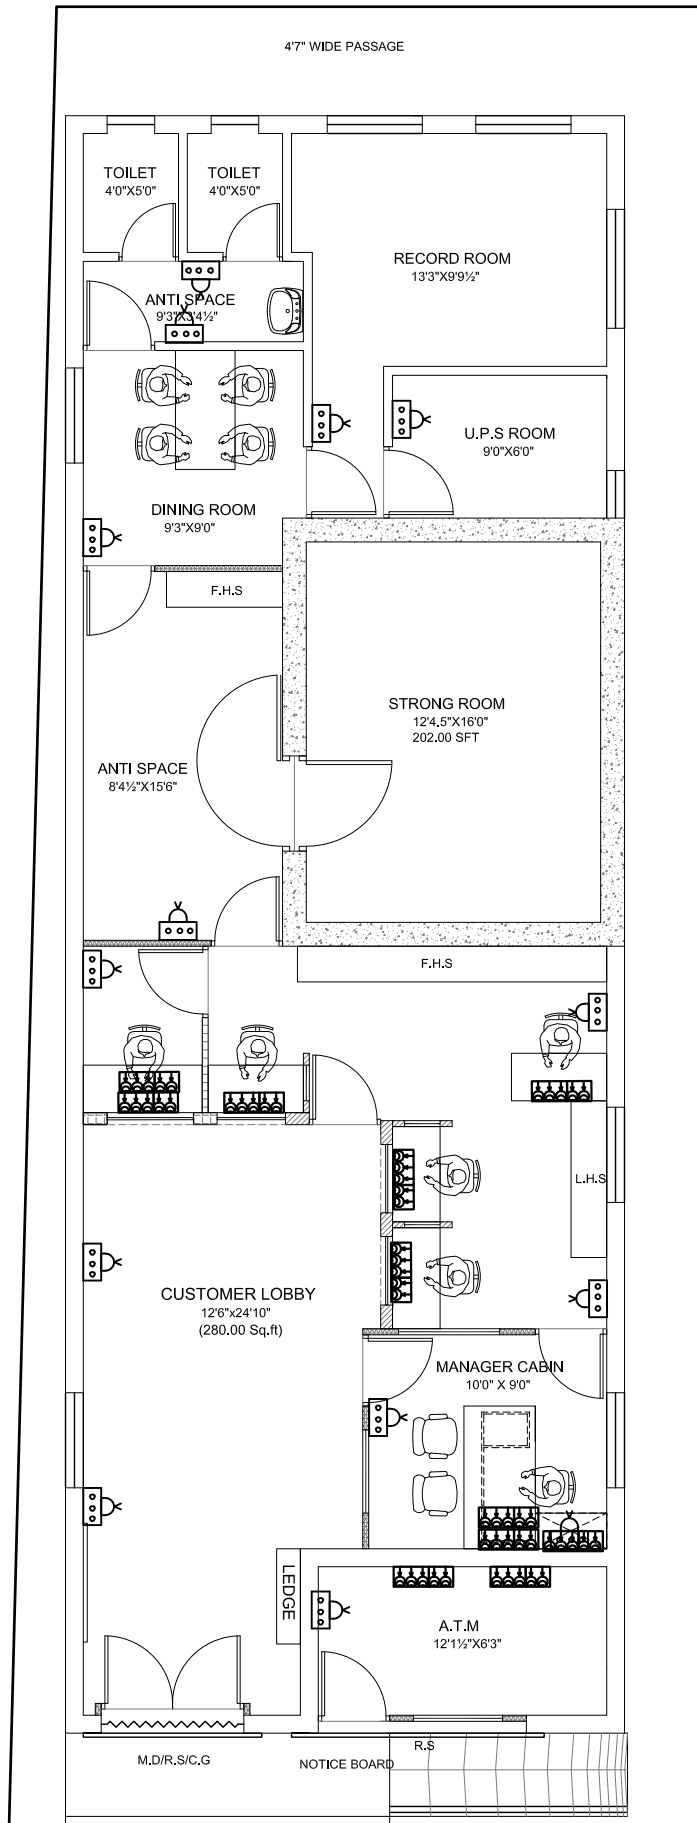 4'7" WIDE PASSAGE
TOILET
4'0"X5'0"
TOILET
4'0"X5'0"
RECORD ROOM
13'3"X9'9½"
ANTI SPACE
9'3"X3'4½"
U.P.S ROOM
9'0"X6'0"
DINING ROOM
9'3"X9'0"
F.H.S
STRONG ROOM
12'4.5"X16'0"
202.00 SFT
ANTI SPACE
8'4½"X15'6"
F.H.S
L.H.S
CUSTOMER LOBBY
12'6"x24'10"
(280.00 Sq.ft)
MANAGER CABIN
10'0" X 9'0"
LEDGE
A.T.M
12'1½"X6'3"
R.S
M.D/R.S/C.G
NOTICE BOARD